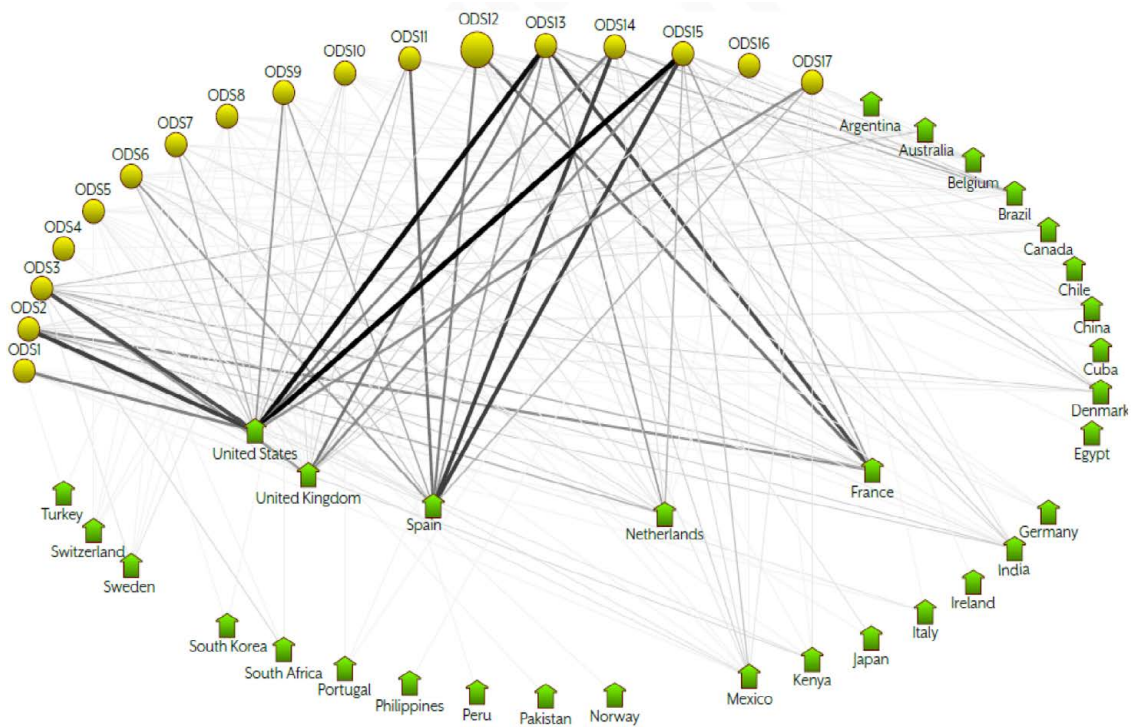 ODS12
ODS11
ODS13
ODS14
ODS15
ODS16
ODS10
ODS17
ODS9
ODS8
ODS7
ODS6
ODS5
ODS4
ODS3
ODS2
ODS1
Argentina
Australia
Belgium
Brazil
Canada
Chile
China
Cuba
Denmark
Egypt
United States
United Kingdom
Spain
Netherlands
France
Germany
India
Ireland
Italy
Japan
Kenya
Mexico
Turkey
Switzerland
Sweden
South Korea
South Africa
Portugal
Philippines
Peru
Pakistan
Norway